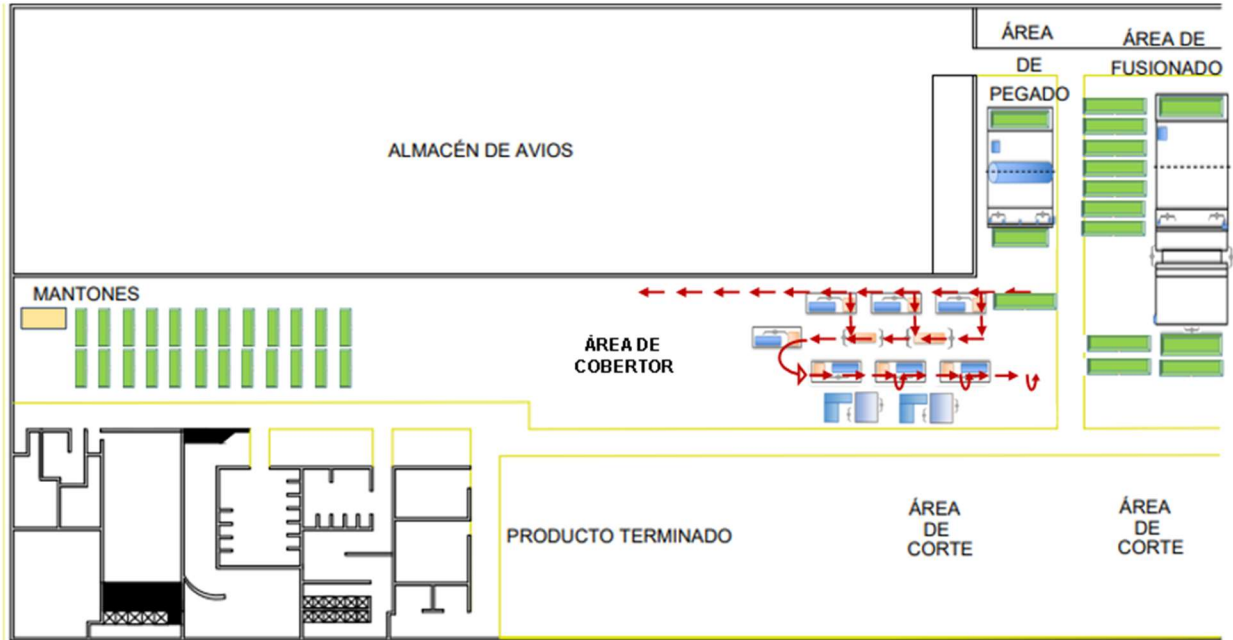 ÁREA
DE
PEGADO
ÁREA DE
FUSIONADO
ALMACÉN DE AVIOS
MANTONES
ÁREA DE
COBERTOR
PRODUCTO TERMINADO
ÁREA
DE
CORTE
ÁREA
DE
CORTE